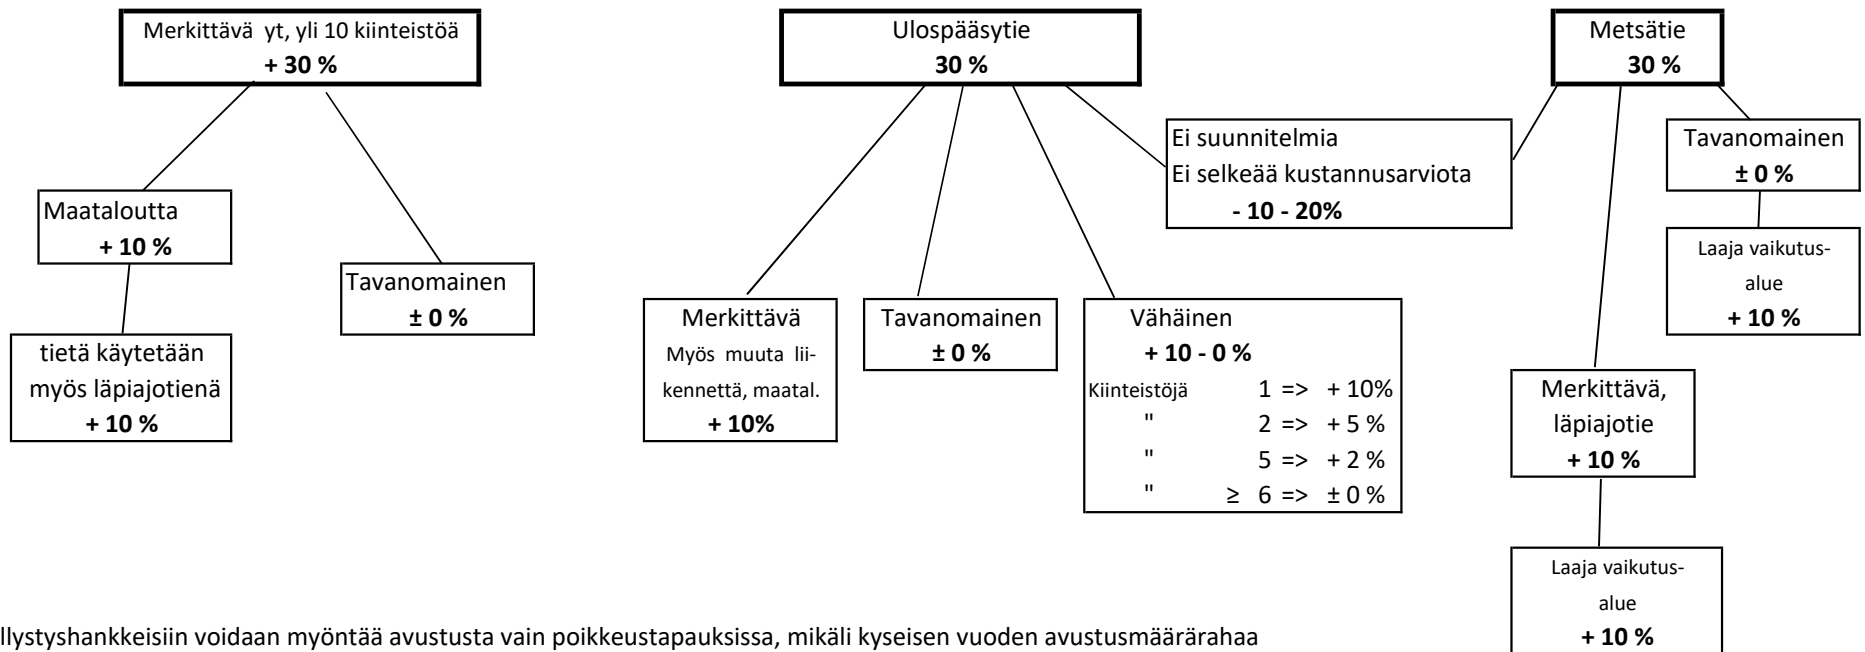 Merkittävä yt, yli 10 kiinteistöä
+ 30 %
Maataloutta
+ 10 %
tietä käytetään
myös läpiajotienä
+ 10 %
Tavanomainen
± 0 %
Ulospääsytie
30 %
Merkittävä
Myös muuta lii-
kennettä, maatal.
+ 10%
Tavanomainen
± 0 %
Vähäinen
+ 10 - 0 %
Kiinteistöjä 1 => + 10%
" 2 => + 5 %
" 5 => + 2 %
" ≥ 6 => ± 0 %
Ei suunnitelmia
Ei selkeää kustannusarviota
- 10 - 20%
Metsätie
30 %
Tavanomainen
± 0 %
Laaja vaikutus-
alue
+ 10 %
Merkittävä,
läpiajotie
+ 10 %
Laaja vaikutus-
alue
+ 10 %
llystyshankkeisiin voidaan myöntää avustusta vain poikkeustapauksissa, mikäli kyseisen vuoden avustusmäärärahaa